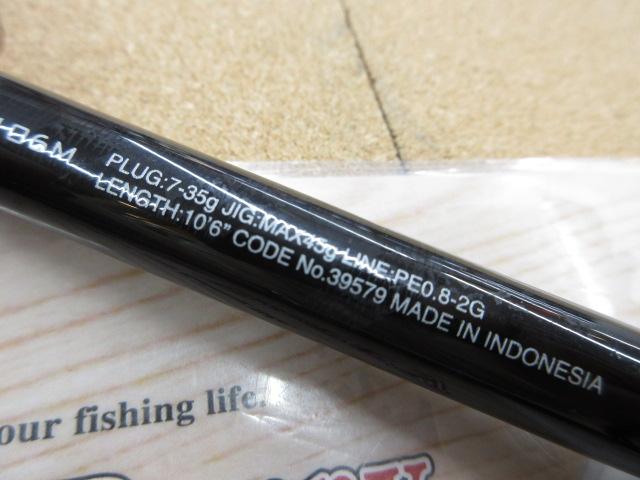 106M
PLUG:7-35g JIG:MAX45g LINE:PE0.8-2G
LENGTH:10'6" CODE No.39579 MADE IN INDONESIA
our fishing life.